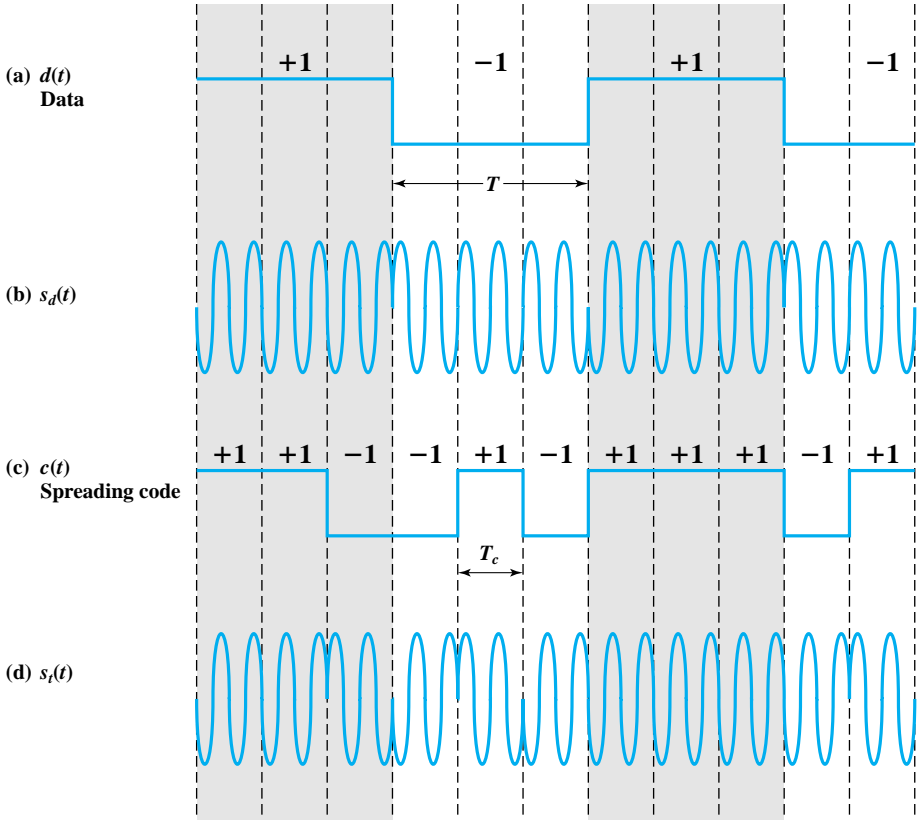 +1 −1 +1 −1
(a) d(t)
Data
T
(b) s_d(t)
+1 +1 −1 −1 +1 −1 +1 +1 +1 −1 +1
(c) c(t)
Spreading code
T_c
(d) s_t(t)